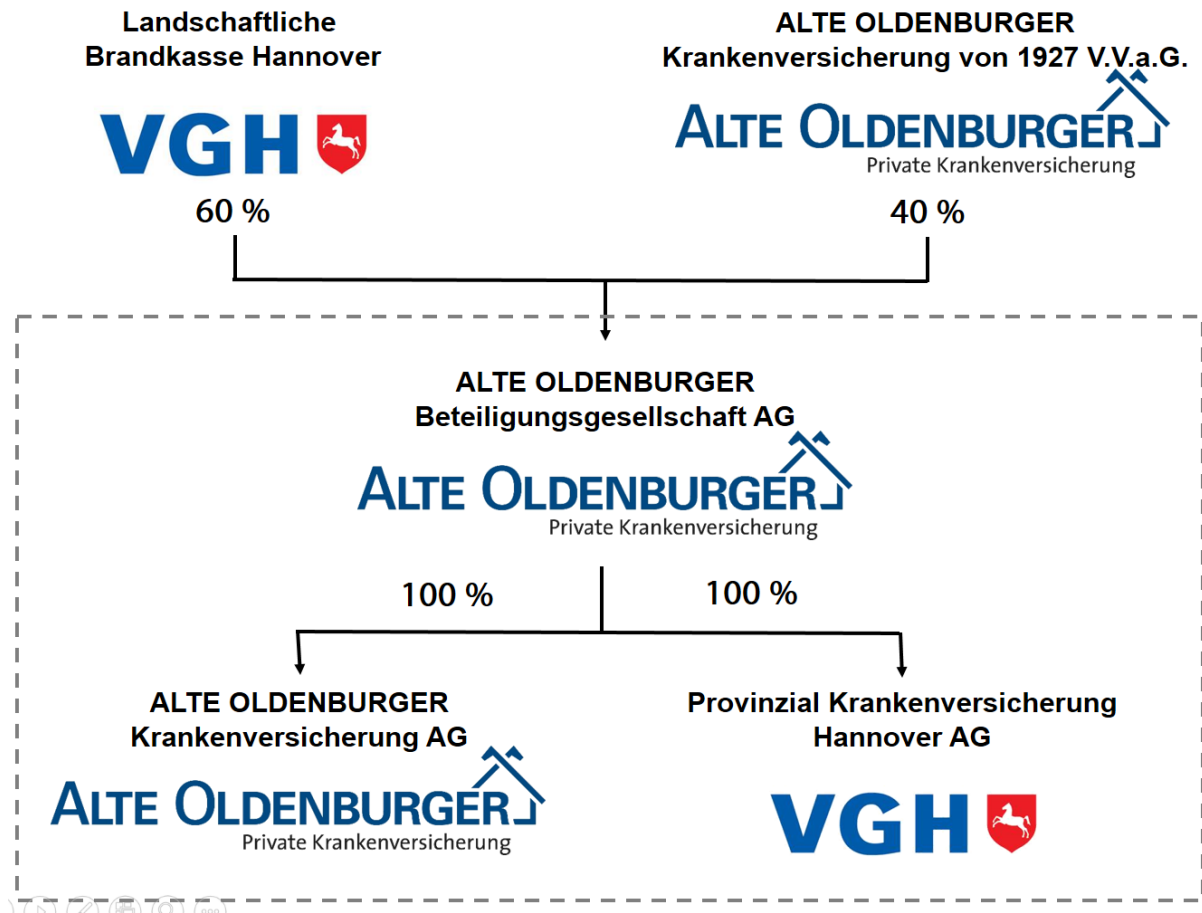 Landschaftliche
Brandkasse Hannover
VGH
60 %
ALTE OLDENBURGER
Krankenversicherung von 1927 V.V.a.G.
ALTE OLDENBURGER
Private Krankenversicherung
40 %
ALTE OLDENBURGER
Beteiligungsgesellschaft AG
ALTE OLDENBURGER
Private Krankenversicherung
100 %
100 %
ALTE OLDENBURGER
Krankenversicherung AG
ALTE OLDENBURGER
Private Krankenversicherung
Provinzial Krankenversicherung
Hannover AG
VGH